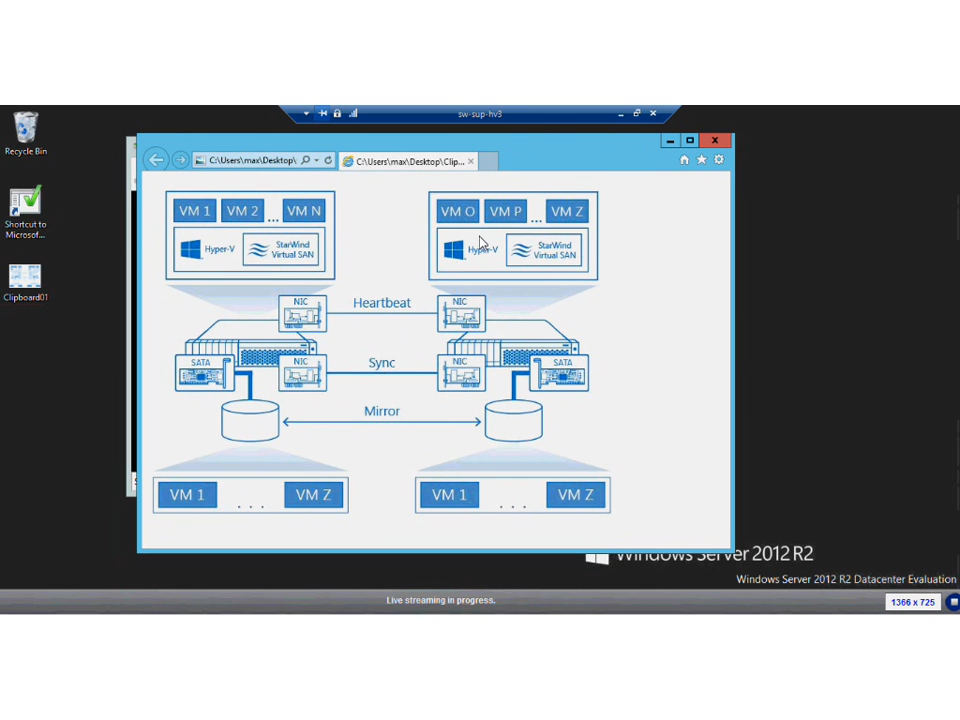 sw-sup-hv3
Recycle Bin
C:\Users\max\Desktop\
C:\Users\max\Desktop\Clip...
Shortcut to
Microsof...
Clipboard01
VM 1 VM 2 ... VM N
Hyper-V
StarWind
Virtual SAN
VM O VM P ... VM Z
Hyper-V
StarWind
Virtual SAN
NIC Heartbeat NIC
SATA NIC Sync NIC SATA
Mirror
VM 1 . . . VM Z
VM 1 . . . VM Z
Windows Server 2012 R2
Windows Server 2012 R2 Datacenter Evaluation
Live streaming in progress.
1366 x 725